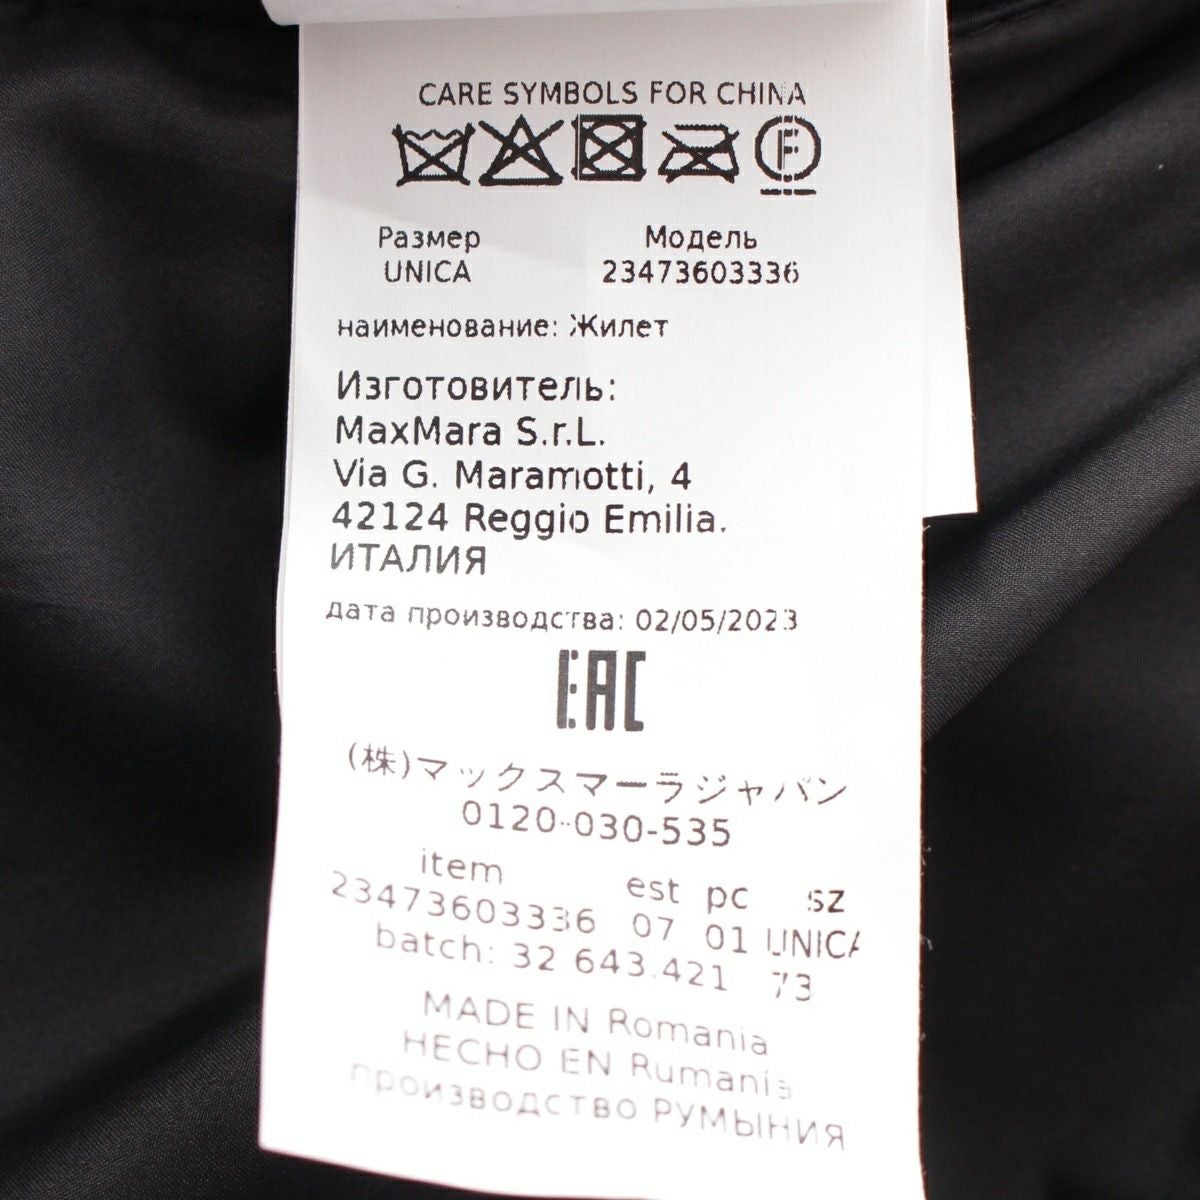 CARE SYMBOLS FOR CHINA
F
Размер Модель
UNICA 23473603336
наименование: Жилет
Изготовитель:
MaxMara S.r.L.
Via G. Maramotti, 4
42124 Reggio Emilia.
ИТАЛИЯ
дата производства: 02/05/2023
EAC
(株)マックスマーラジャパン
0120-030-535
item est pc sz
23473603336 07 01 UNICA
batch: 32 643.421 73
MADE IN Romania
HECHO EN Rumanía
производство РУМЫНИЯ